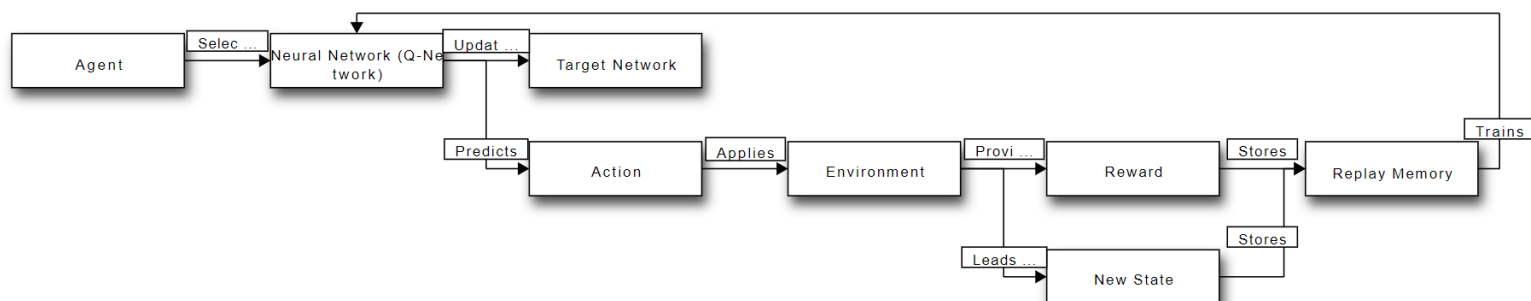 Selec ...
Updat ...
Agent
Neural Network (Q-Ne
twork)
Target Network
Trains
Predicts
Applies
Provi ...
Stores
Action
Environment
Reward
Replay Memory
Stores
Leads ...
New State